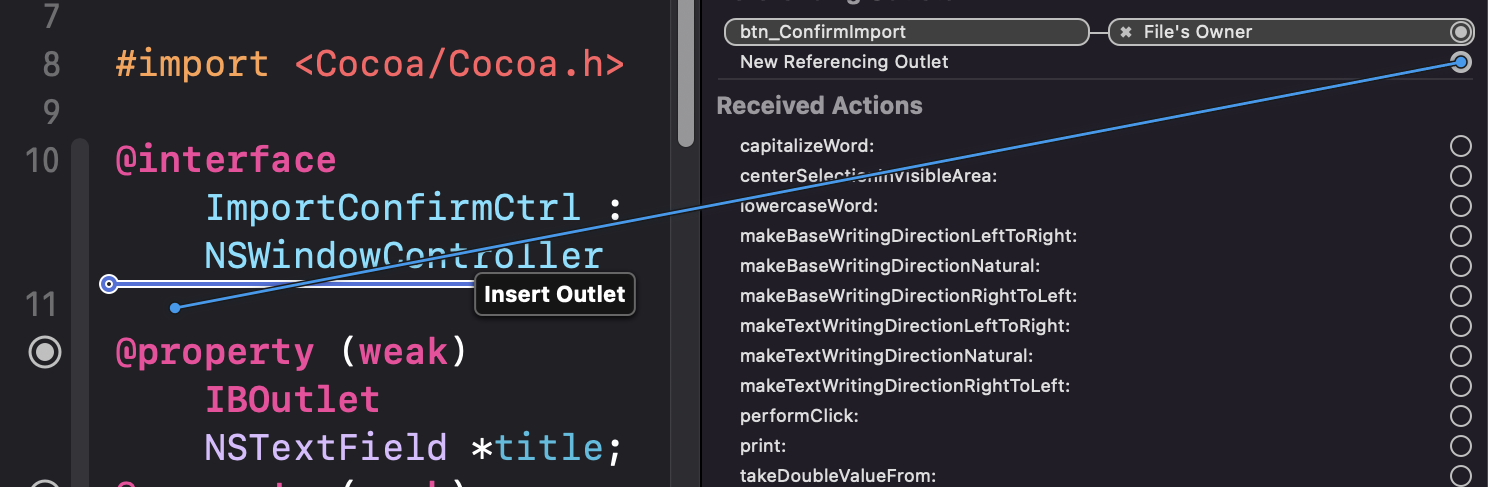 7
8 #import <Cocoa/Cocoa.h>
9
10 @interface
ImportConfirmCtrl :
NSWindowController
Insert Outlet
11
@property (weak)
IBOutlet
NSTextField *title;
btn_ConfirmImport
✖ File's Owner
New Referencing Outlet
Received Actions
capitalizeWord:
centerSelectionInVisibleArea:
lowercaseWord:
makeBaseWritingDirectionLeftToRight:
makeBaseWritingDirectionNatural:
makeBaseWritingDirectionRightToLeft:
makeTextWritingDirectionLeftToRight:
makeTextWritingDirectionNatural:
makeTextWritingDirectionRightToLeft:
performClick:
print:
takeDoubleValueFrom: